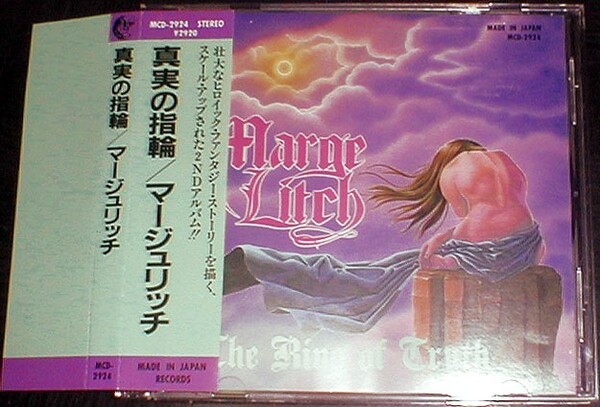 MCD-2924 STEREO
¥2920
真実の指輪/マージュリッチ
壮大なヒロイック・ファンタジー・ストーリーを描く、
スケール・アップされた2NDアルバム!!
真実の指輪/マージュリッチ
MCD-
2924
MADE IN JAPAN
RECORDS
MADE IN JAPAN
MCD-2924
Marge
Litch
The Ring of Truth